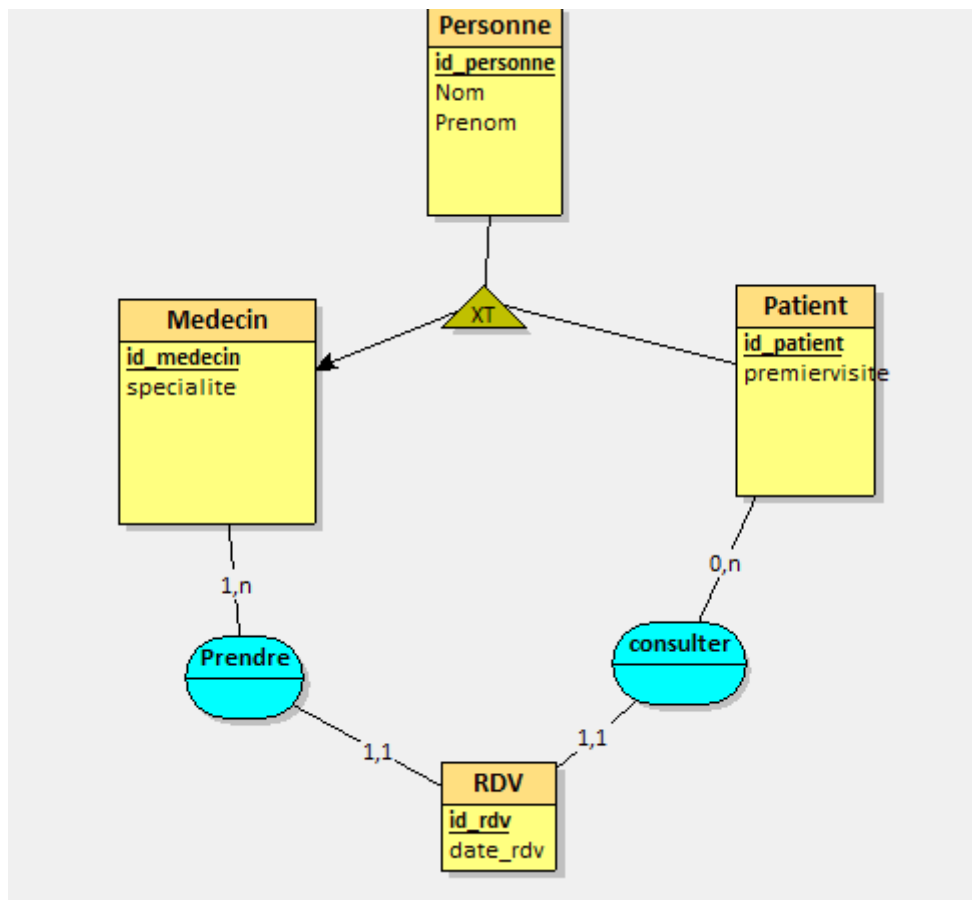 Personne
id_personne
Nom
Prenom
XT
Medecin
id_medecin
specialite
Patient
id_patient
premiervisite
1,n
0,n
Prendre
consulter
1,1
1,1
RDV
id_rdv
date_rdv